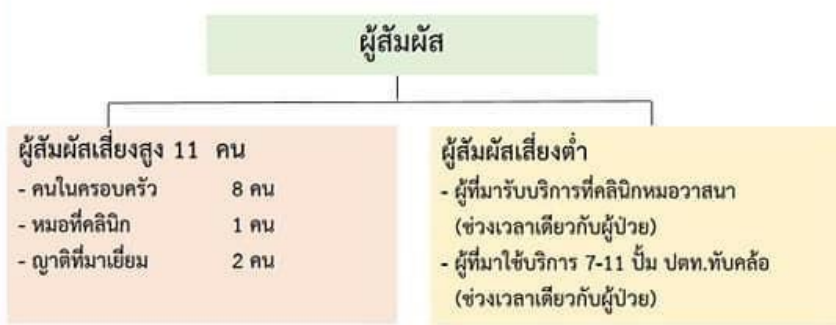 ผู้สัมผัส
ผู้สัมผัสเสี่ยงสูง 11 คน
- คนในครอบครัว 8 คน
- หมอที่คลินิก 1 คน
- ญาติที่มาเยี่ยม 2 คน
ผู้สัมผัสเสี่ยงต่ำ
- ผู้ที่มารับบริการที่คลินิกหมอวาสนา
(ช่วงเวลาเดียวกับผู้ป่วย)
- ผู้ที่มาใช้บริการ 7-11 ปั้ม ปตท.ทับคล้อ
(ช่วงเวลาเดียวกับผู้ป่วย)